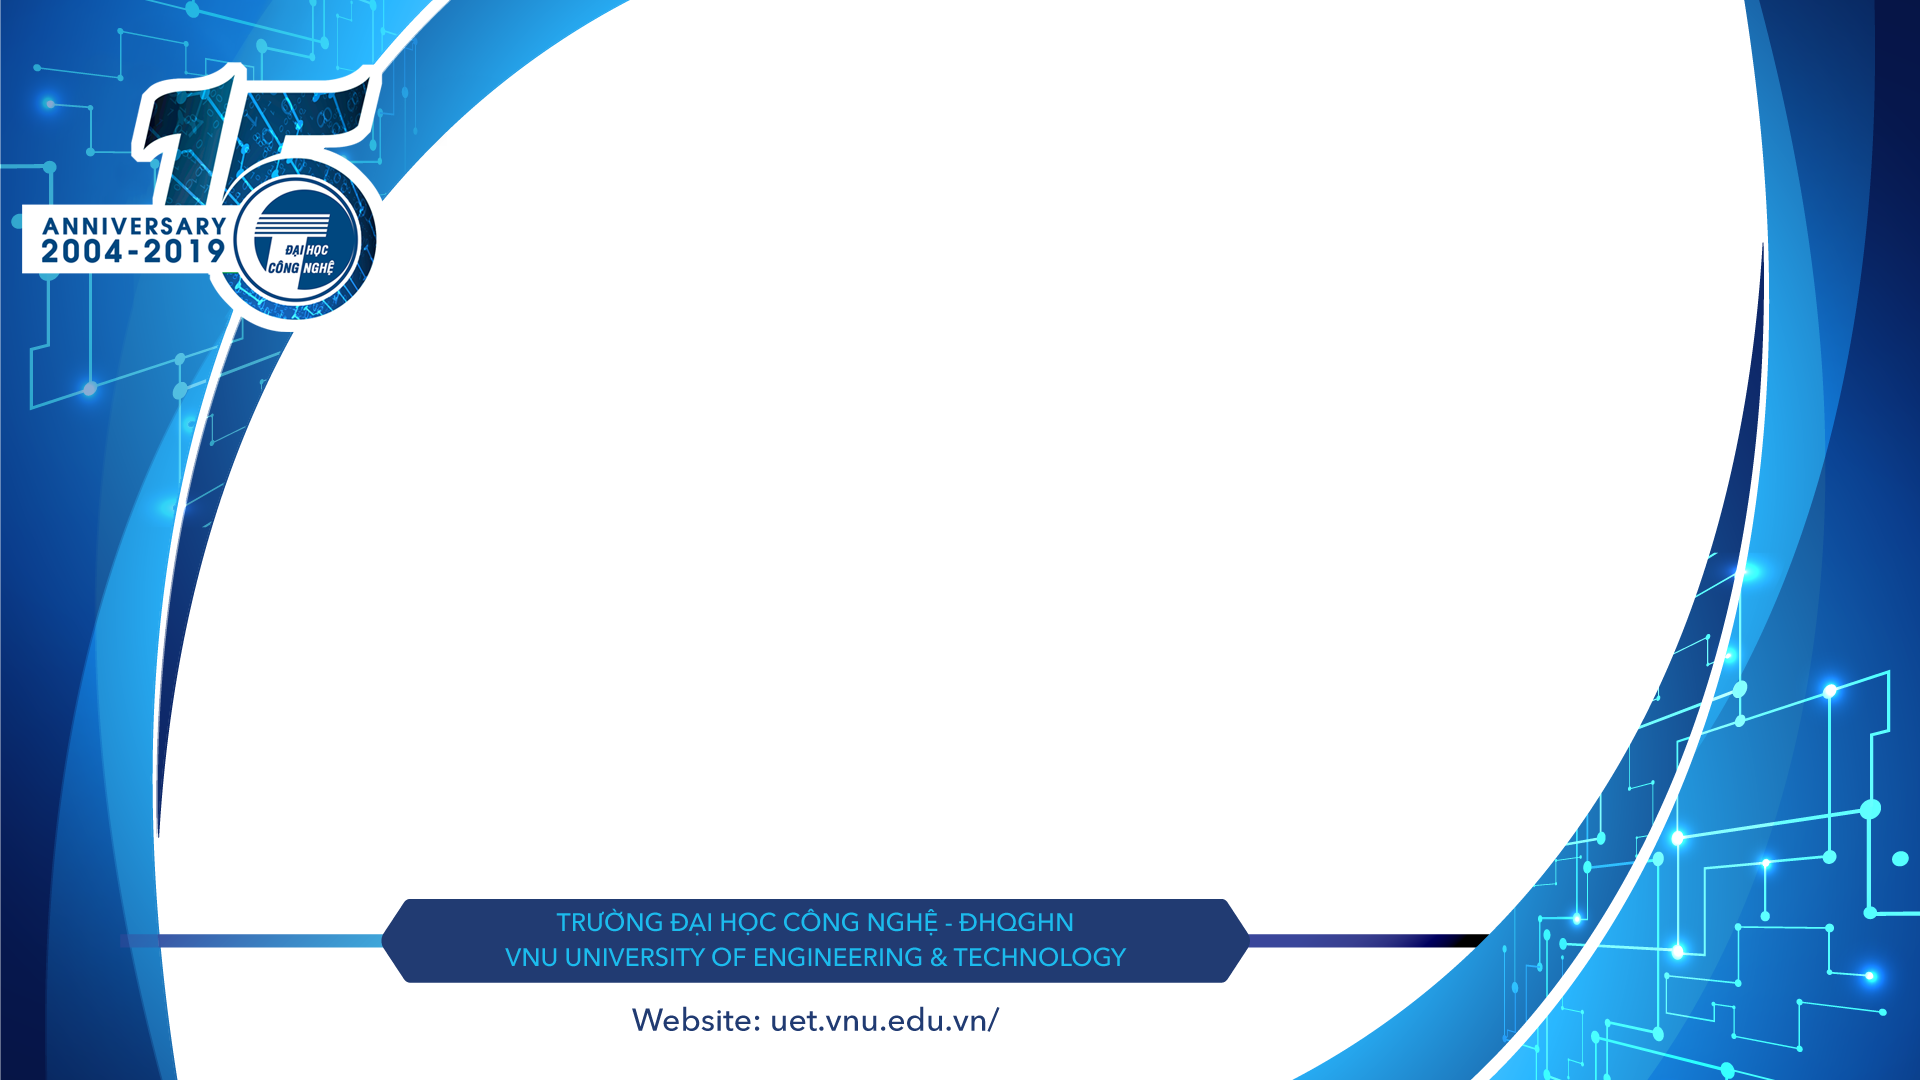 15
ANNIVERSARY
2004-2019
ĐẠI HỌC
CÔNG NGHỆ
TRƯỜNG ĐẠI HỌC CÔNG NGHỆ - ĐHQGHN
VNU UNIVERSITY OF ENGINEERING & TECHNOLOGY
Website: uet.vnu.edu.vn/